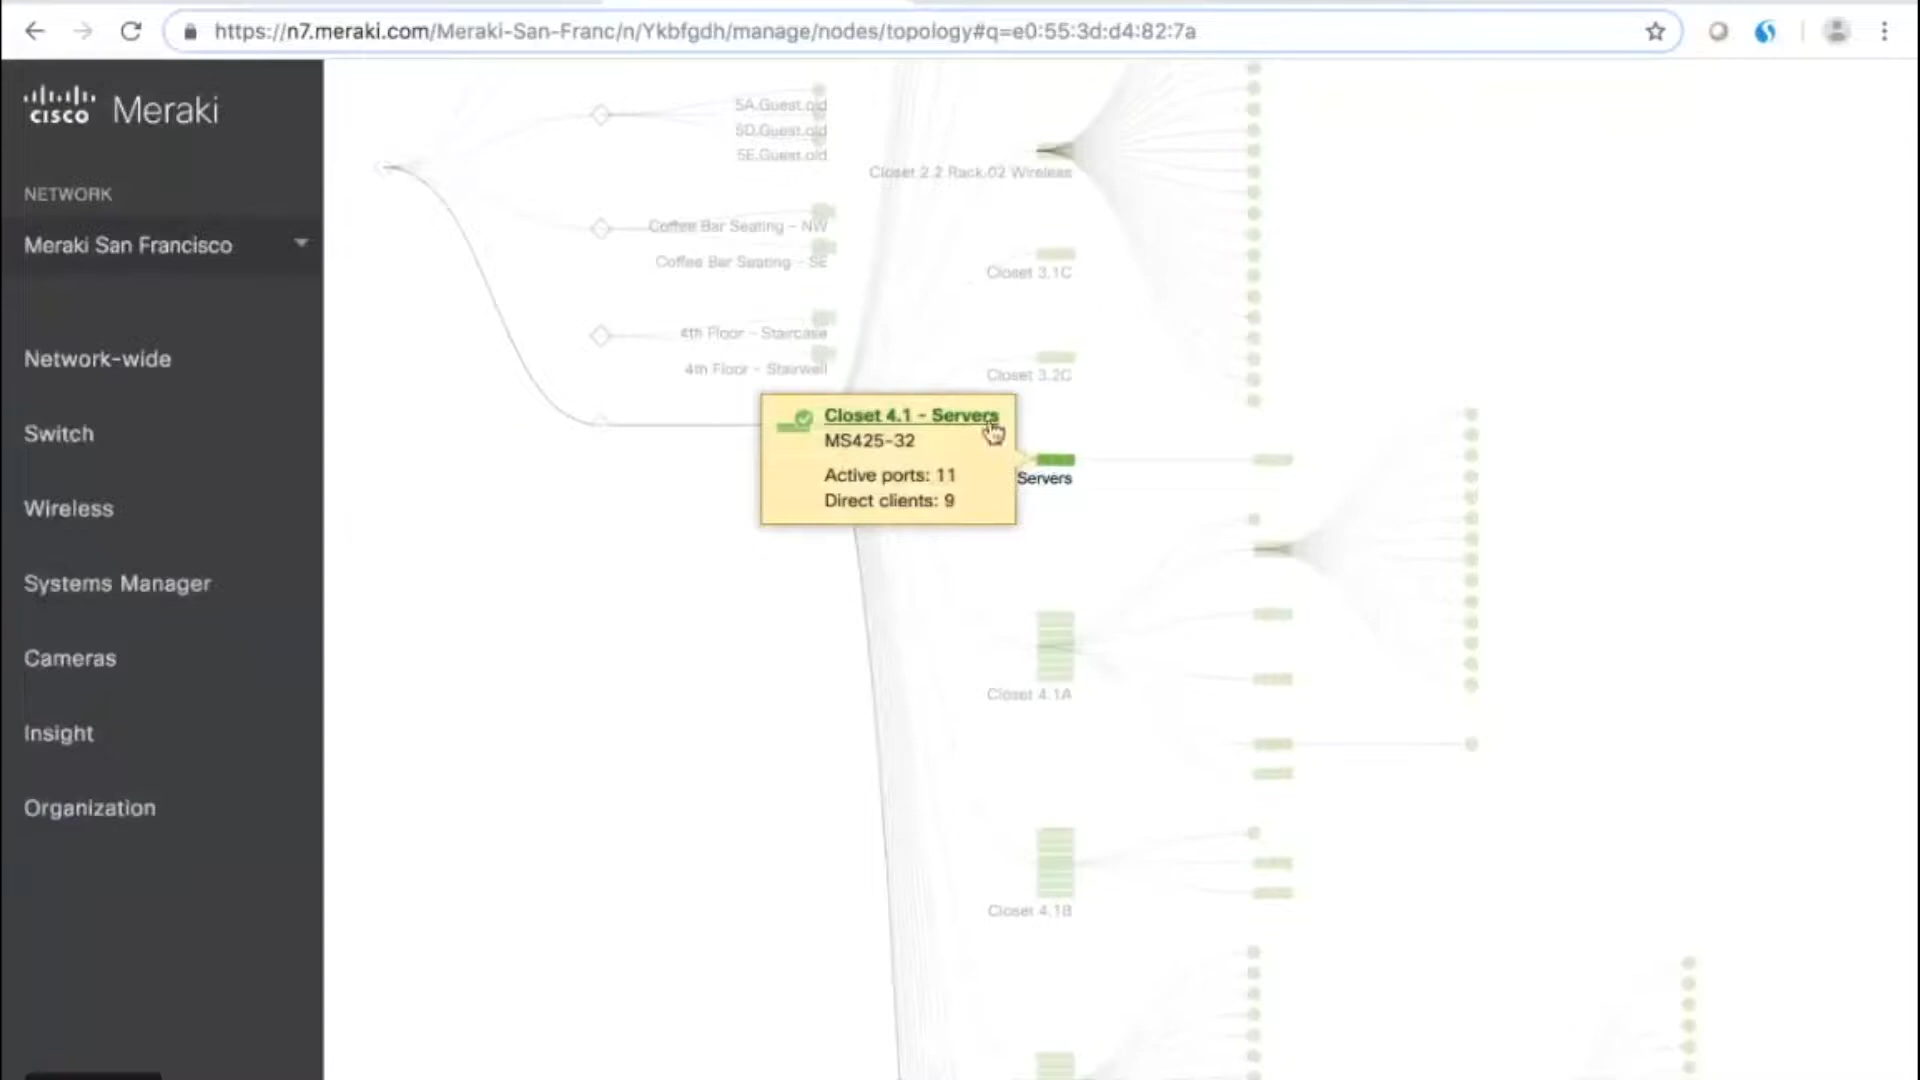 https://n7.meraki.com/Meraki-San-Franc/n/Ykbfgdh/manage/nodes/topology#q=e0:55:3d:d4:82:7a
CISCO Meraki
NETWORK
Meraki San Francisco
Network-wide
Switch
Wireless
Systems Manager
Cameras
Insight
Organization
5A.Guest.old
5D.Guest.old
5E.Guest.old
Coffee Bar Seating - NW
Coffee Bar Seating - SE
4th Floor - Staircase
4th Floor - Stairwell
Closet 2.2 Rack.02 Wireless
Closet 3.1C
Closet 3.2C
Closet 4.1 - Servers
MS425-32
Active ports: 11
Direct clients: 9
Servers
Closet 4.1A
Closet 4.1B